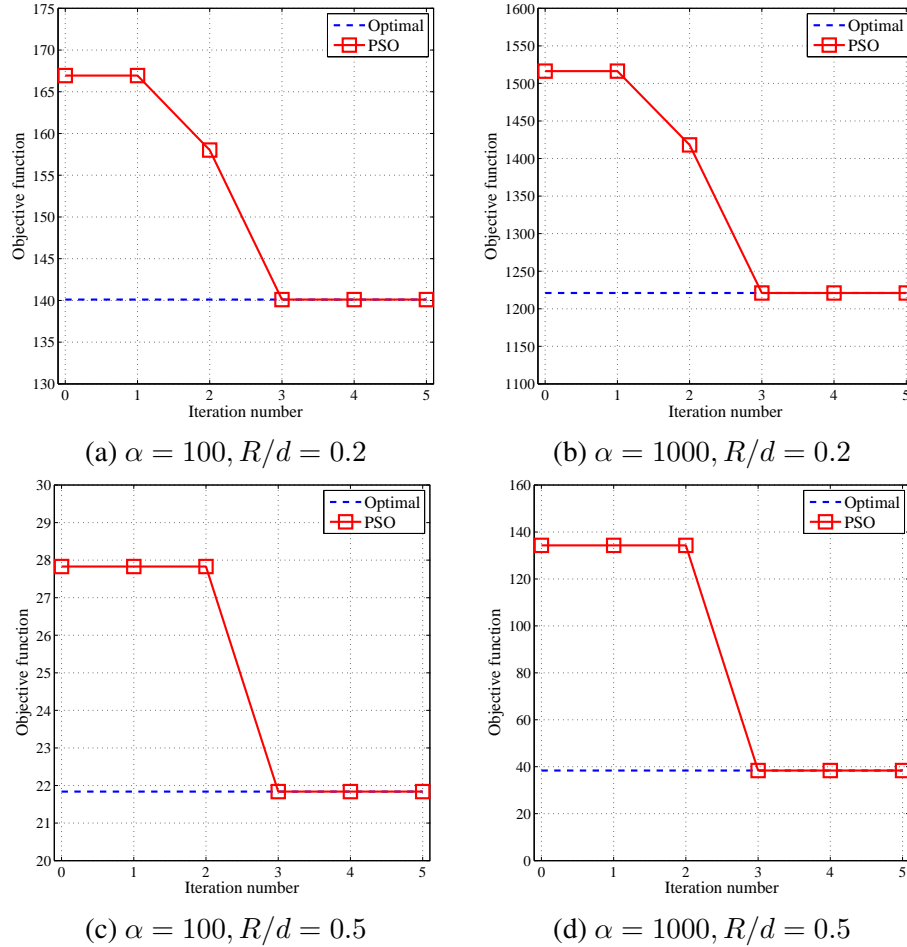 175
170
165
160
155
150
145
140
135
130
Objective function
0 1 2 3 4 5
Iteration number
Optimal
PSO
(a) α = 100, R/d = 0.2
1600
1550
1500
1450
1400
1350
1300
1250
1200
1150
1100
Objective function
0 1 2 3 4 5
Iteration number
Optimal
PSO
(b) α = 1000, R/d = 0.2
30
29
28
27
26
25
24
23
22
21
20
Objective function
0 1 2 3 4 5
Iteration number
Optimal
PSO
(c) α = 100, R/d = 0.5
160
140
120
100
80
60
40
20
0
Objective function
0 1 2 3 4 5
Iteration number
Optimal
PSO
(d) α = 1000, R/d = 0.5